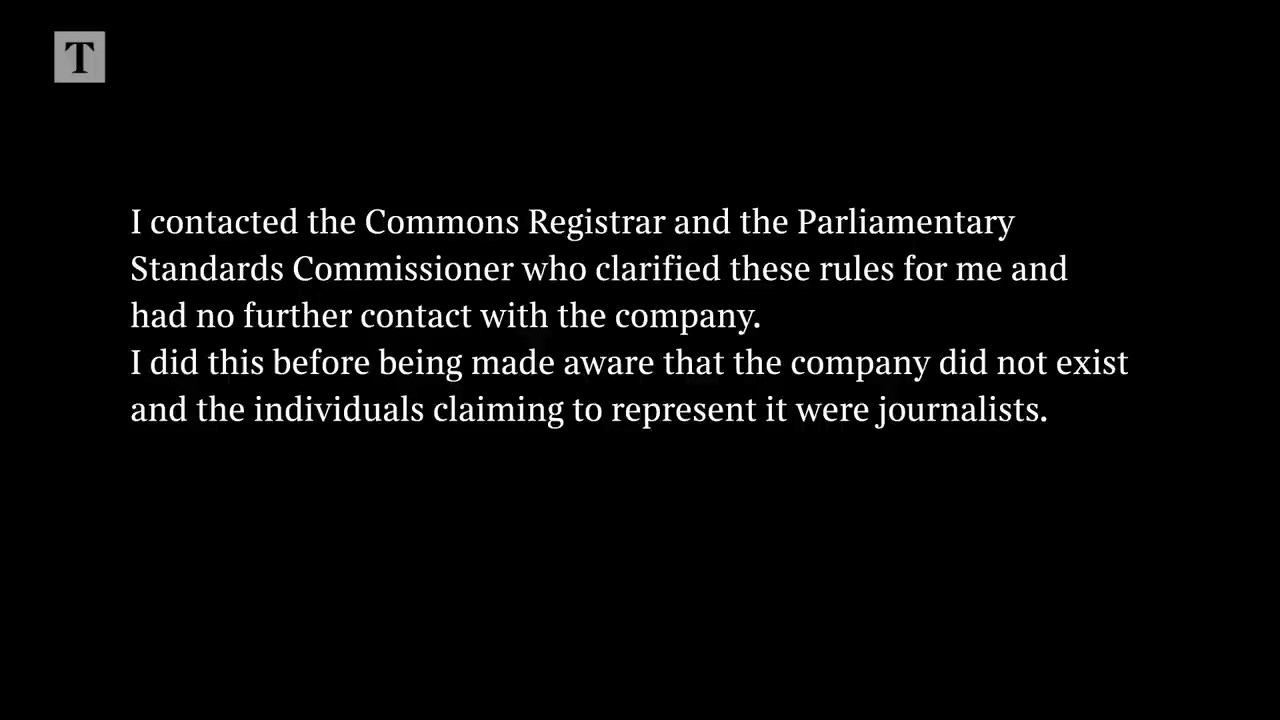 T
I contacted the Commons Registrar and the Parliamentary
Standards Commissioner who clarified these rules for me and
had no further contact with the company.
I did this before being made aware that the company did not exist
and the individuals claiming to represent it were journalists.